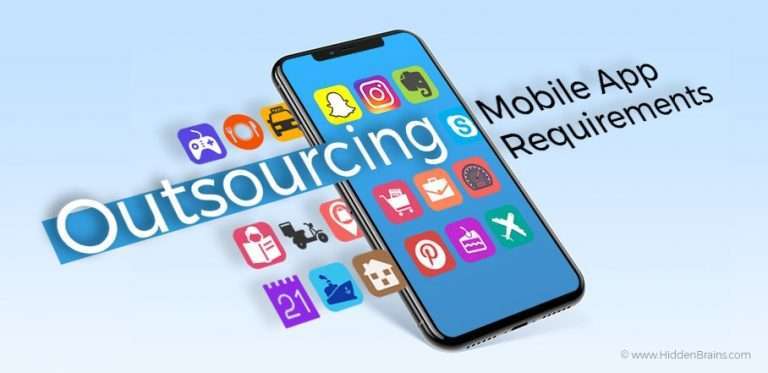 Outsourcing
Mobile App
Requirements
21
© www.HiddenBrains.com